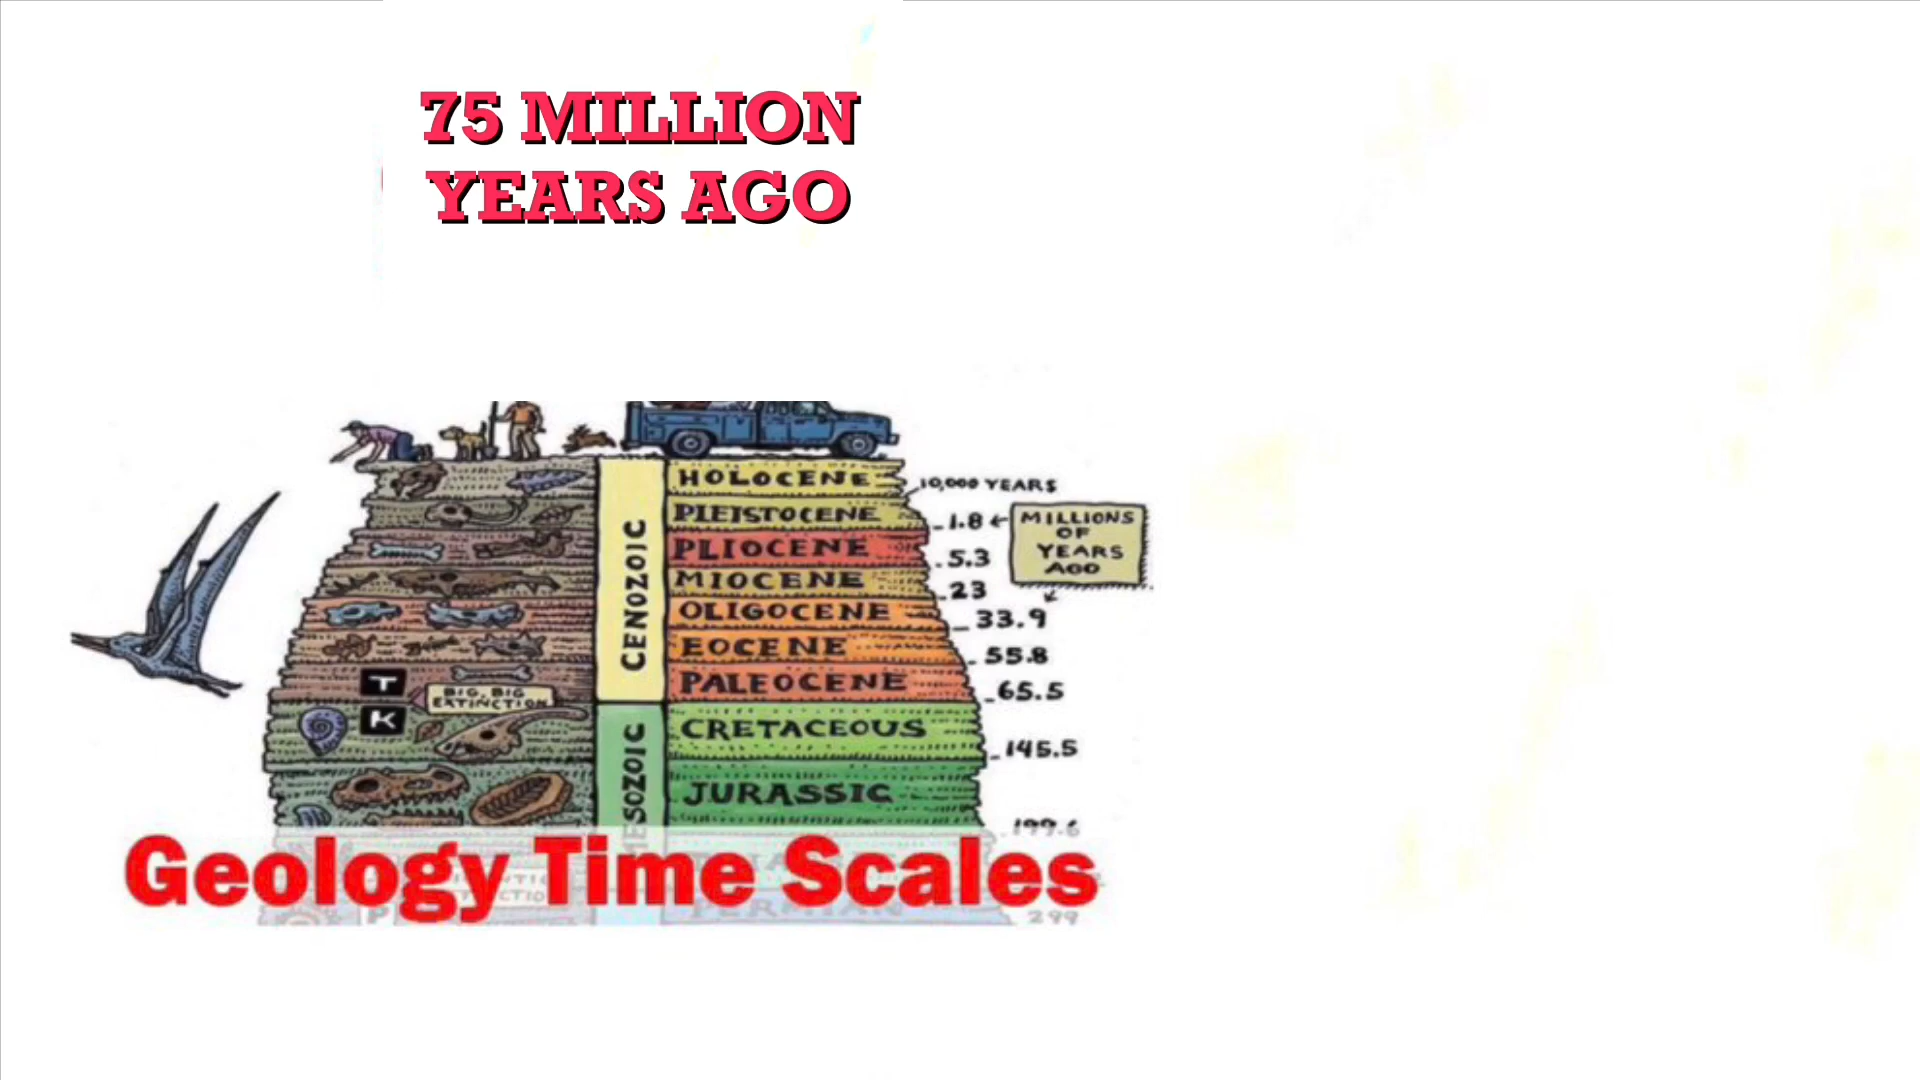 75 MILLION
YEARS AGO
HOLOCENE
10,000 YEARS
PLEISTOCENE
1.8
MILLIONS
OF
YEARS
AGO
PLIOCENE
5.3
MIOCENE
23
OLIGOCENE
33.9
EOCENE
55.8
CENOZOIC
PALEOCENE
65.5
T
BIG, BIG
EXTINCTION
K
CRETACEOUS
145.5
JURASSIC
199.6
Geology Time Scales
PERMIAN
299